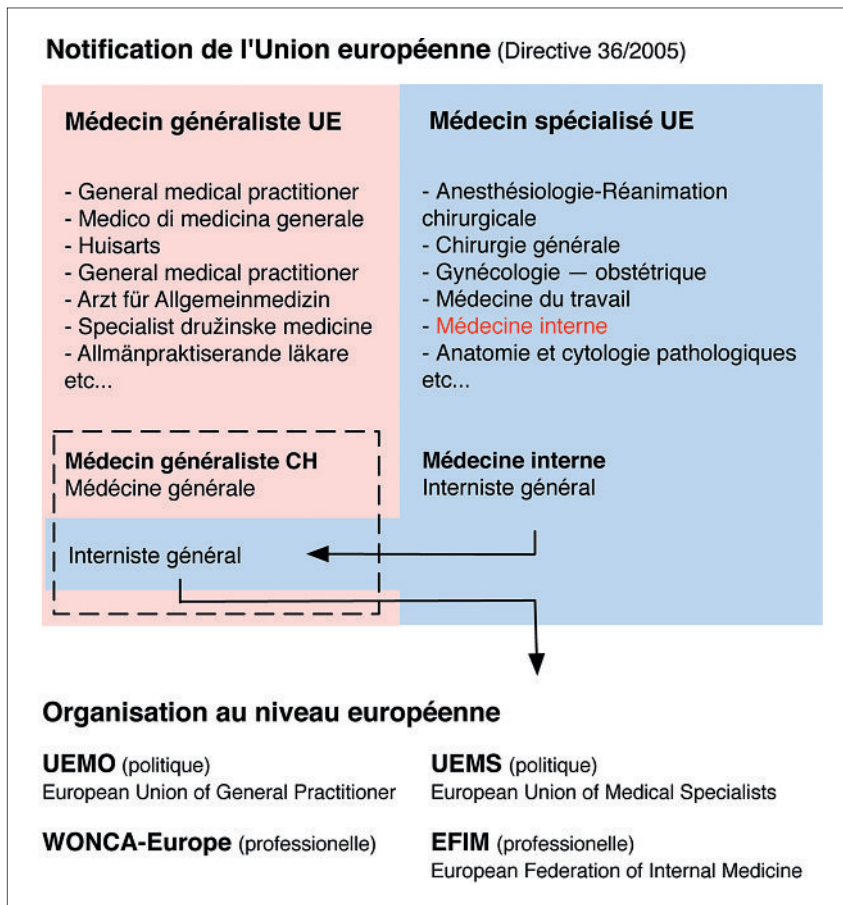 Notification de l'Union européenne (Directive 36/2005)
Médecin généraliste UE
- General medical practitioner
- Medico di medicina generale
- Huisarts
- General medical practitioner
- Arzt für Allgemeinmedizin
- Specialist družinske medicine
- Allmänpraktiserande läkare
etc...
Médecin spécialisé UE
- Anesthésiologie-Réanimation
chirurgicale
- Chirurgie générale
- Gynécologie — obstétrique
- Médecine du travail
- Médecine interne
- Anatomie et cytologie pathologiques
etc...
Médecin généraliste CH
Médécine générale
Interniste général
Médecine interne
Interniste général
Organisation au niveau européenne
UEMO (politique)
European Union of General Practitioner
WONCA-Europe (professionelle)
UEMS (politique)
European Union of Medical Specialists
EFIM (professionelle)
European Federation of Internal Medicine